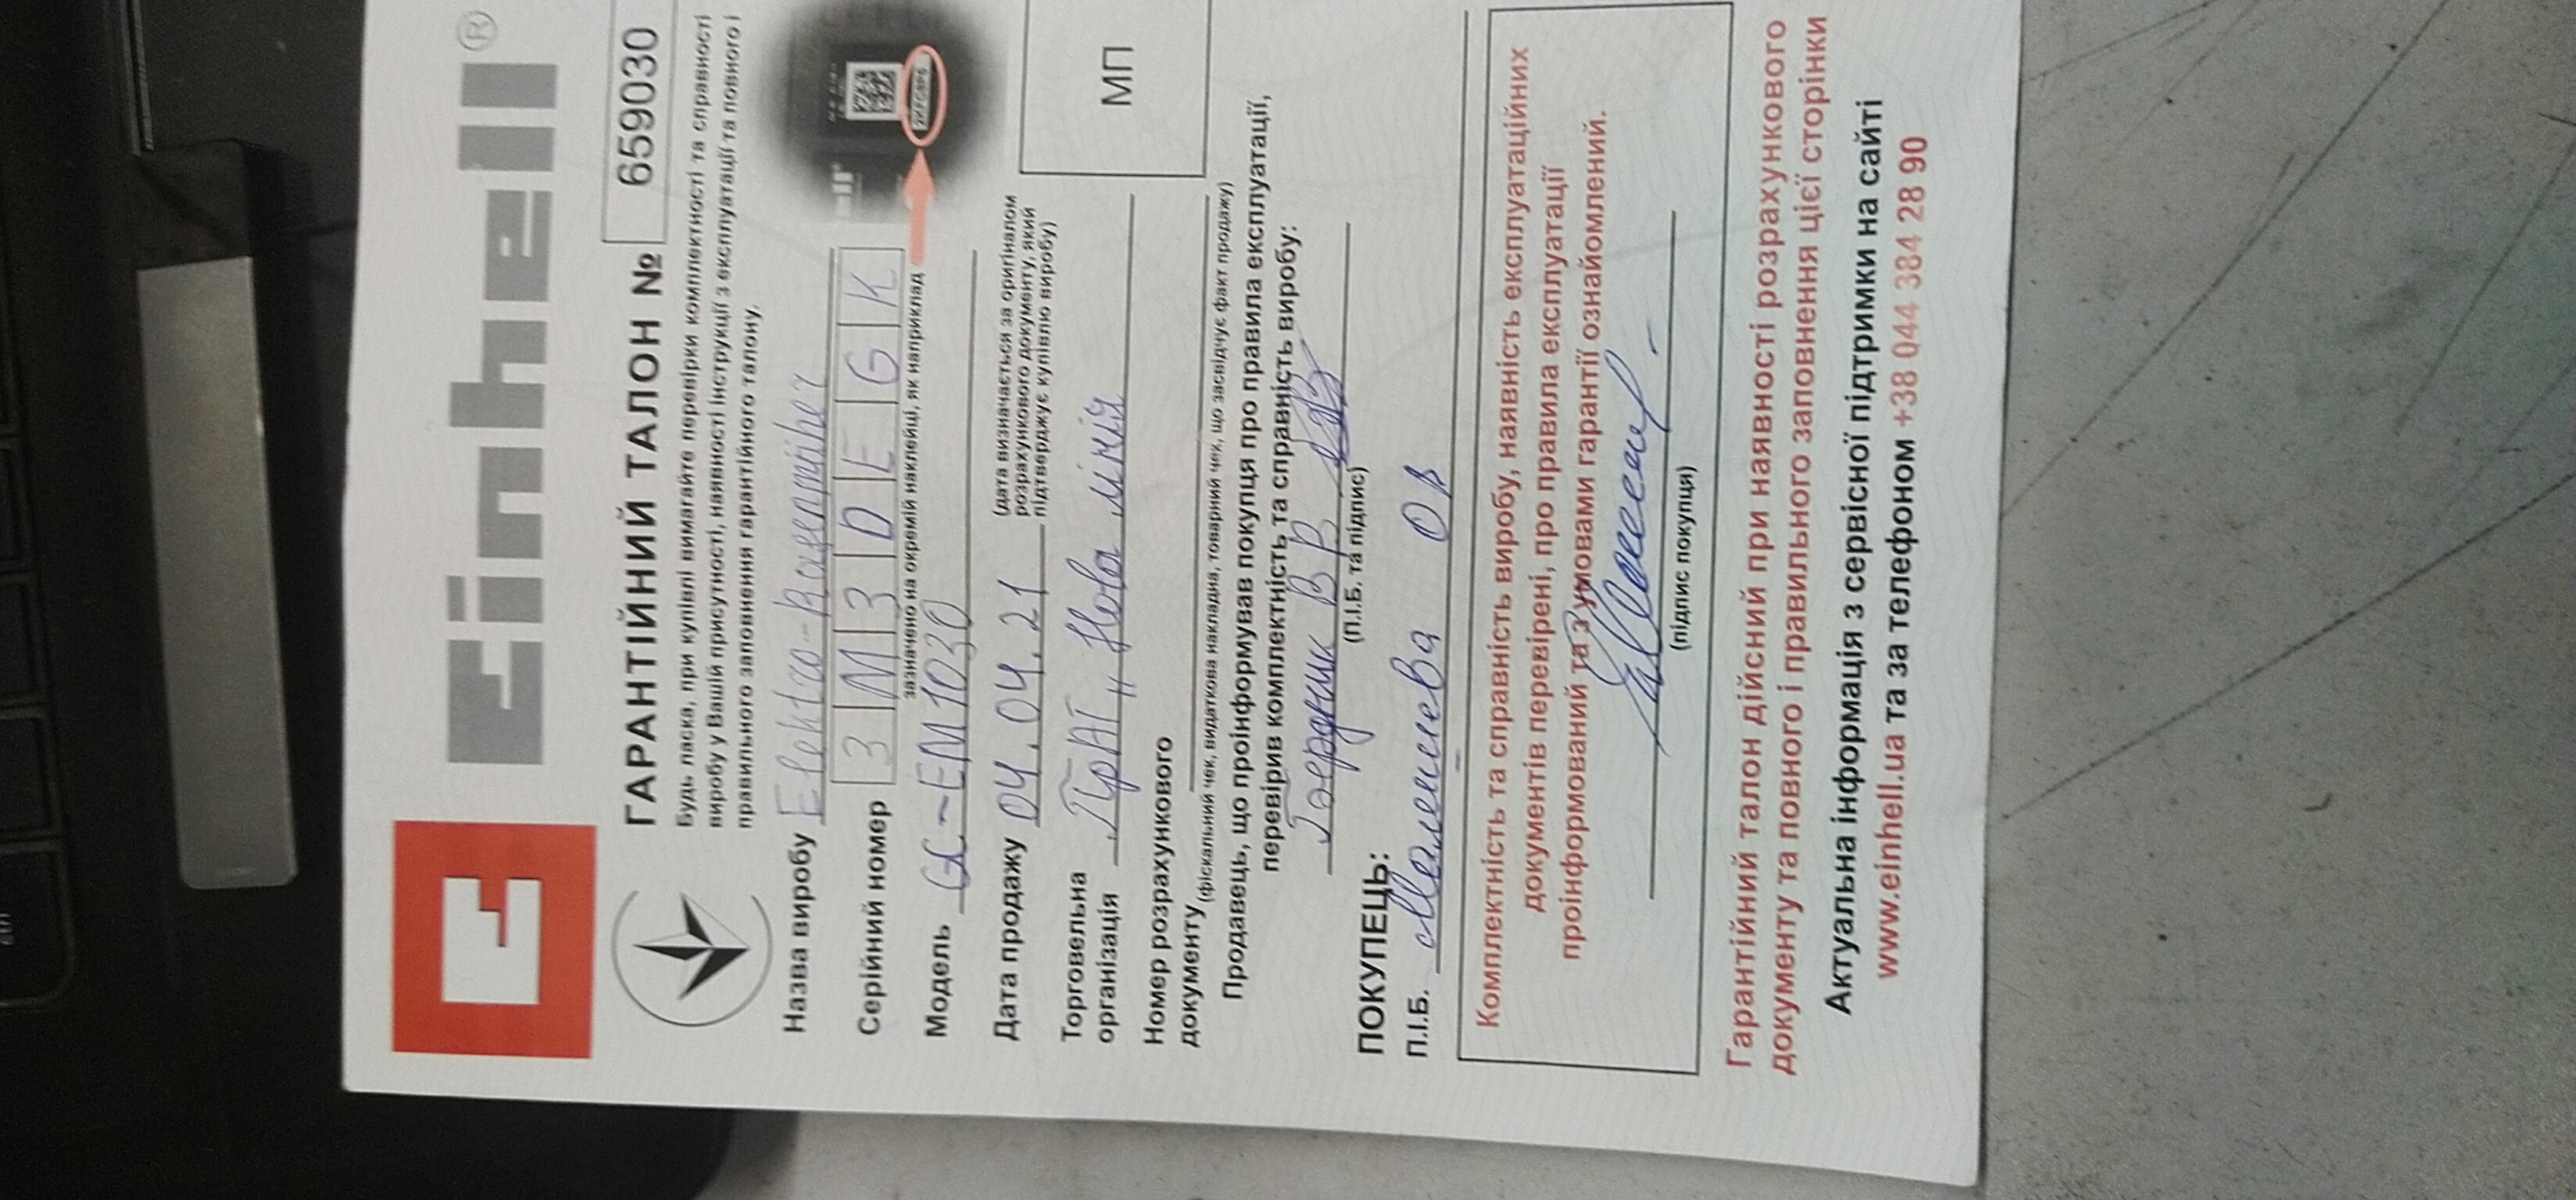 Einhell®
ГАРАНТІЙНИЙ ТАЛОН № 6590030
Будь ласка, при купівлі вимагайте перевірки комплектності та справності
виробу у Вашій присутності, наявності інструкції з експлуатації та повного і
правильного заповнення гарантійного талону.
Назва виробу Elektro-Rasenmäher
Серійний номер 3 M 3 D E G K
зазначено на окремій наклейці, як наприклад
Модель GC-EM 1030
Дата продажу 04.04.21
(дата визначається за оригіналом
розрахункового документу, який
підтверджує купівлю виробу)
Торговельна
організація ПрАТ „Нова лінія
МП
Номер розрахункового
документу
(фіскальний чек, видаткова накладна, товарний чек, що засвідчує факт продажу)
Продавець, що проінформував покупця про правила експлуатації,
перевірив комплектність та справність виробу:
В Р
(П.І.Б. та підпис)
ПОКУПЕЦЬ:
П.І.Б. ОВ
Комплектність та справність виробу, наявність експлуатаційних
документів перевірені, про правила експлуатації
проінформований та з умовами гарантії ознайомлений.
(підпис покупця)
Гарантійний талон дійсний при наявності розрахункового
документу та повного і правильного заповнення цієї сторінки
Актуальна інформація з сервісної підтримки на сайті
www.einhell.ua та за телефоном +38 044 384 28 90